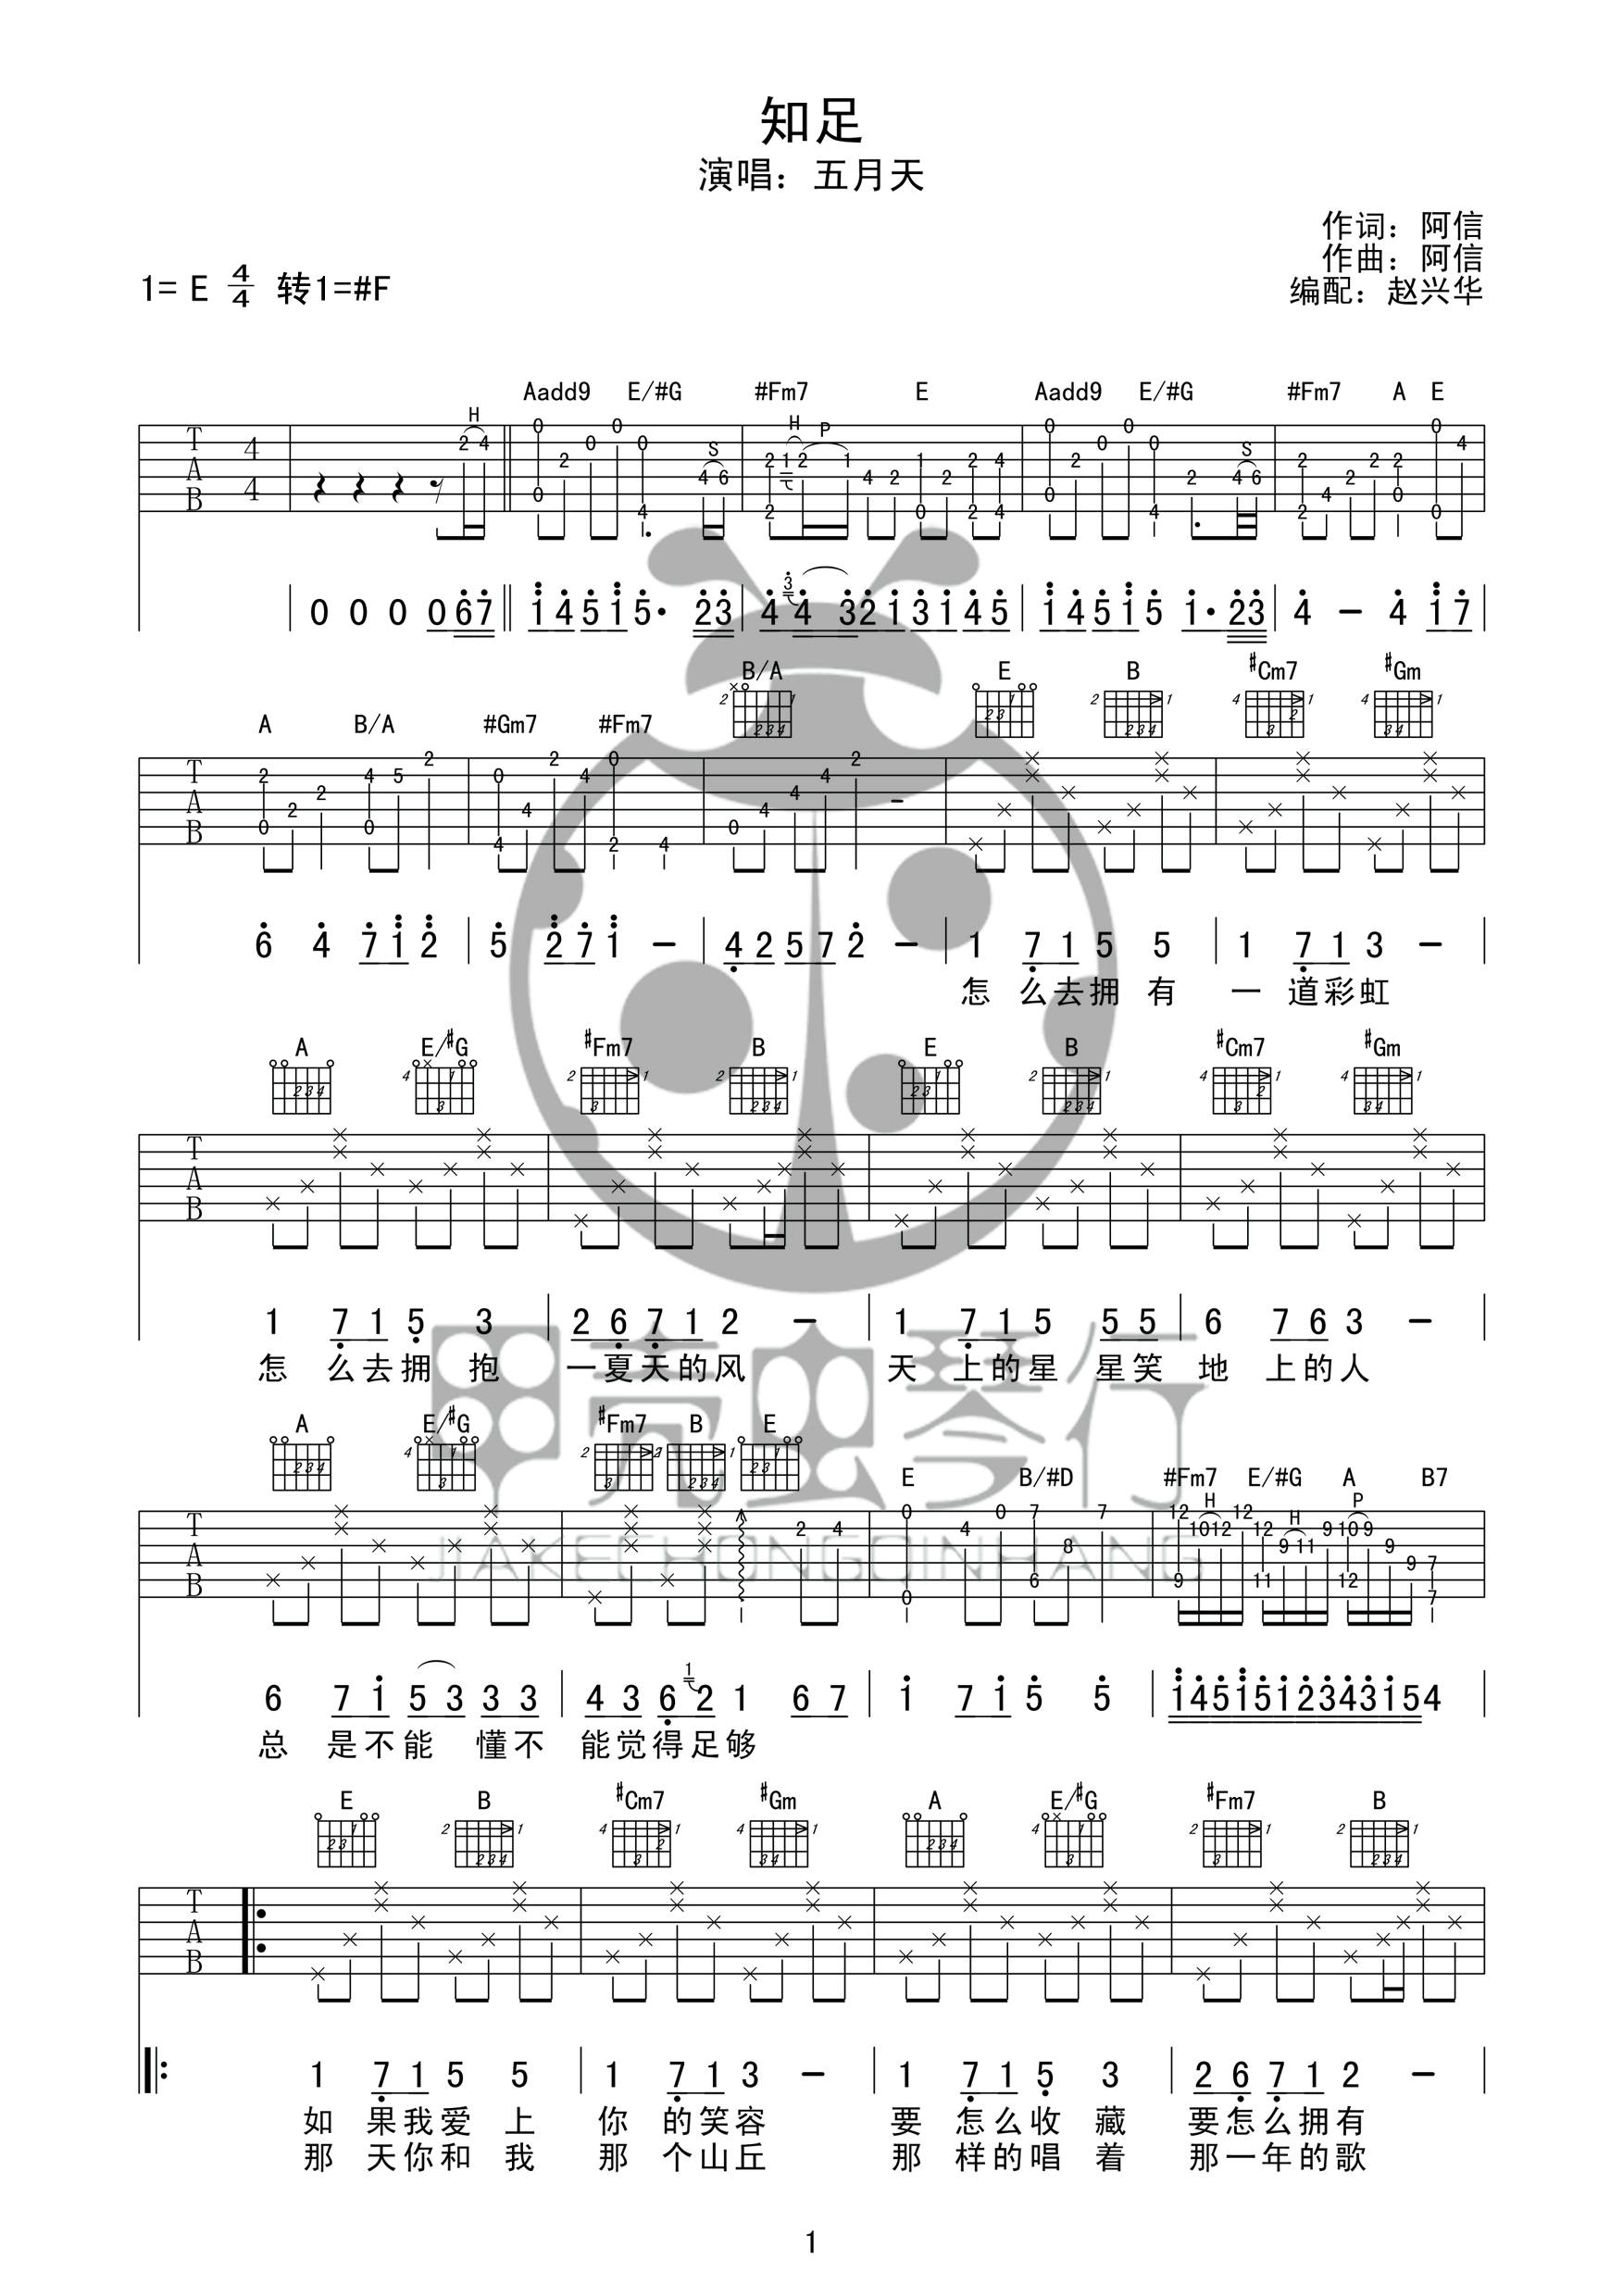 知足
演唱：五月天
作词：阿信
作曲：阿信
1= E 4/4 转1=#F
编配：赵兴华
Aadd9 E/#G #Fm7 E Aadd9 E/#G #Fm7 A E
0 0 0 0 6 7 1 4 5 1 5· 2 3 4 3 4 3 2 1 3 1 4 5 1 4 5 1 5 1· 2 3 4 - 4 1 7
A B/A #Gm7 #Fm7 B/A E B #Cm7 #Gm
6 4 7 1 2 5 2 7 1 - 4 2 5 7 2 - 1 7 1 5 5 1 7 1 3 -
怎 么去拥 有 一 道彩虹
A E/#G #Fm7 B E B #Cm7 #Gm
1 7 1 5 3 2 6 7 1 2 - 1 7 1 5 5 5 6 7 6 3 -
怎 么去拥 抱 一夏天的风 天 上的星 星笑 地 上的人
甲壳虫琴行
A E/#G #Fm7 B E E B/#D #Fm7 E/#G A B7
JIAKECHONGQINHANG
6 7 1 5 3 3 3 4 3 6 1 2 1 6 7 1 7 1 5 5 1 4 5 1 5 1 2 3 4 3 1 5 4
总 是不能 懂不 能觉得足够
E B #Cm7 #Gm A E/#G #Fm7 B
1 7 1 5 5 1 7 1 3 - 1 7 1 5 3 2 6 7 1 2 -
如 果我爱 上 你 的笑容 要 怎么收 藏 要怎么拥有
那 天你和 我 那 个山丘 那 样的唱 着 那一年的歌
1